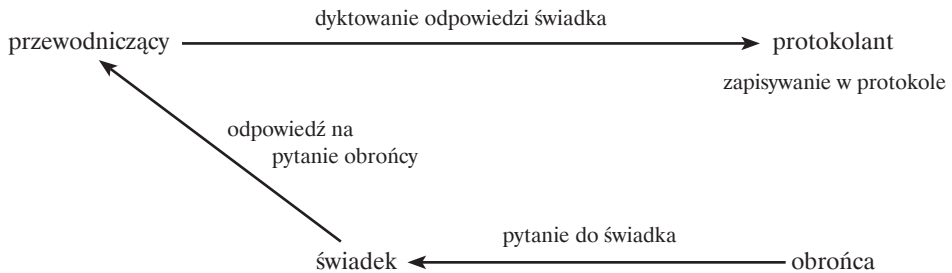 dyktowanie odpowiedzi świadka
przewodniczący
protokolant
zapisywanie w protokole
odpowiedź na
pytanie obrońcy
pytanie do świadka
świadek
obrońca